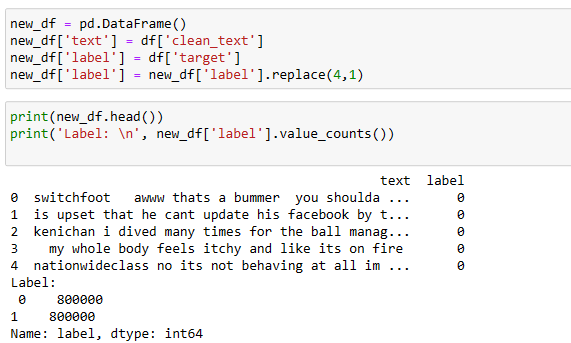 new_df = pd.DataFrame()
new_df['text'] = df['clean_text']
new_df['label'] = df['target']
new_df['label'] = new_df['label'].replace(4,1)
print(new_df.head())
print('Label: \n', new_df['label'].value_counts())
text  label
0  switchfoot   awww thats a bummer  you shoulda ...      0
1  is upset that he cant update his facebook by t...      0
2  kenichan i dived many times for the ball manag...      0
3    my whole body feels itchy and like its on fire       0
4  nationwideclass no its not behaving at all im ...      0
Label:
 0    800000
1    800000
Name: label, dtype: int64